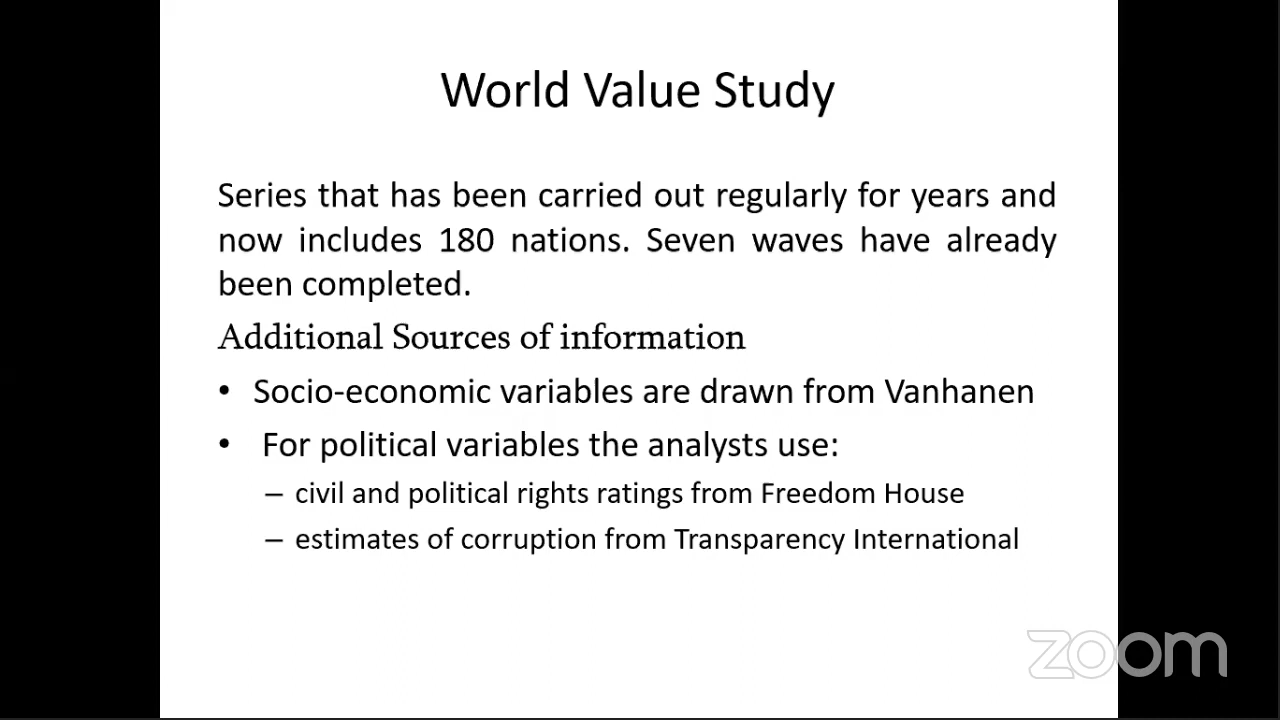 World Value Study
Series that has been carried out regularly for years and
now includes 180 nations. Seven waves have already
been completed.
Additional Sources of information
• Socio-economic variables are drawn from Vanhanen
• For political variables the analysts use:
– civil and political rights ratings from Freedom House
– estimates of corruption from Transparency International
zoom